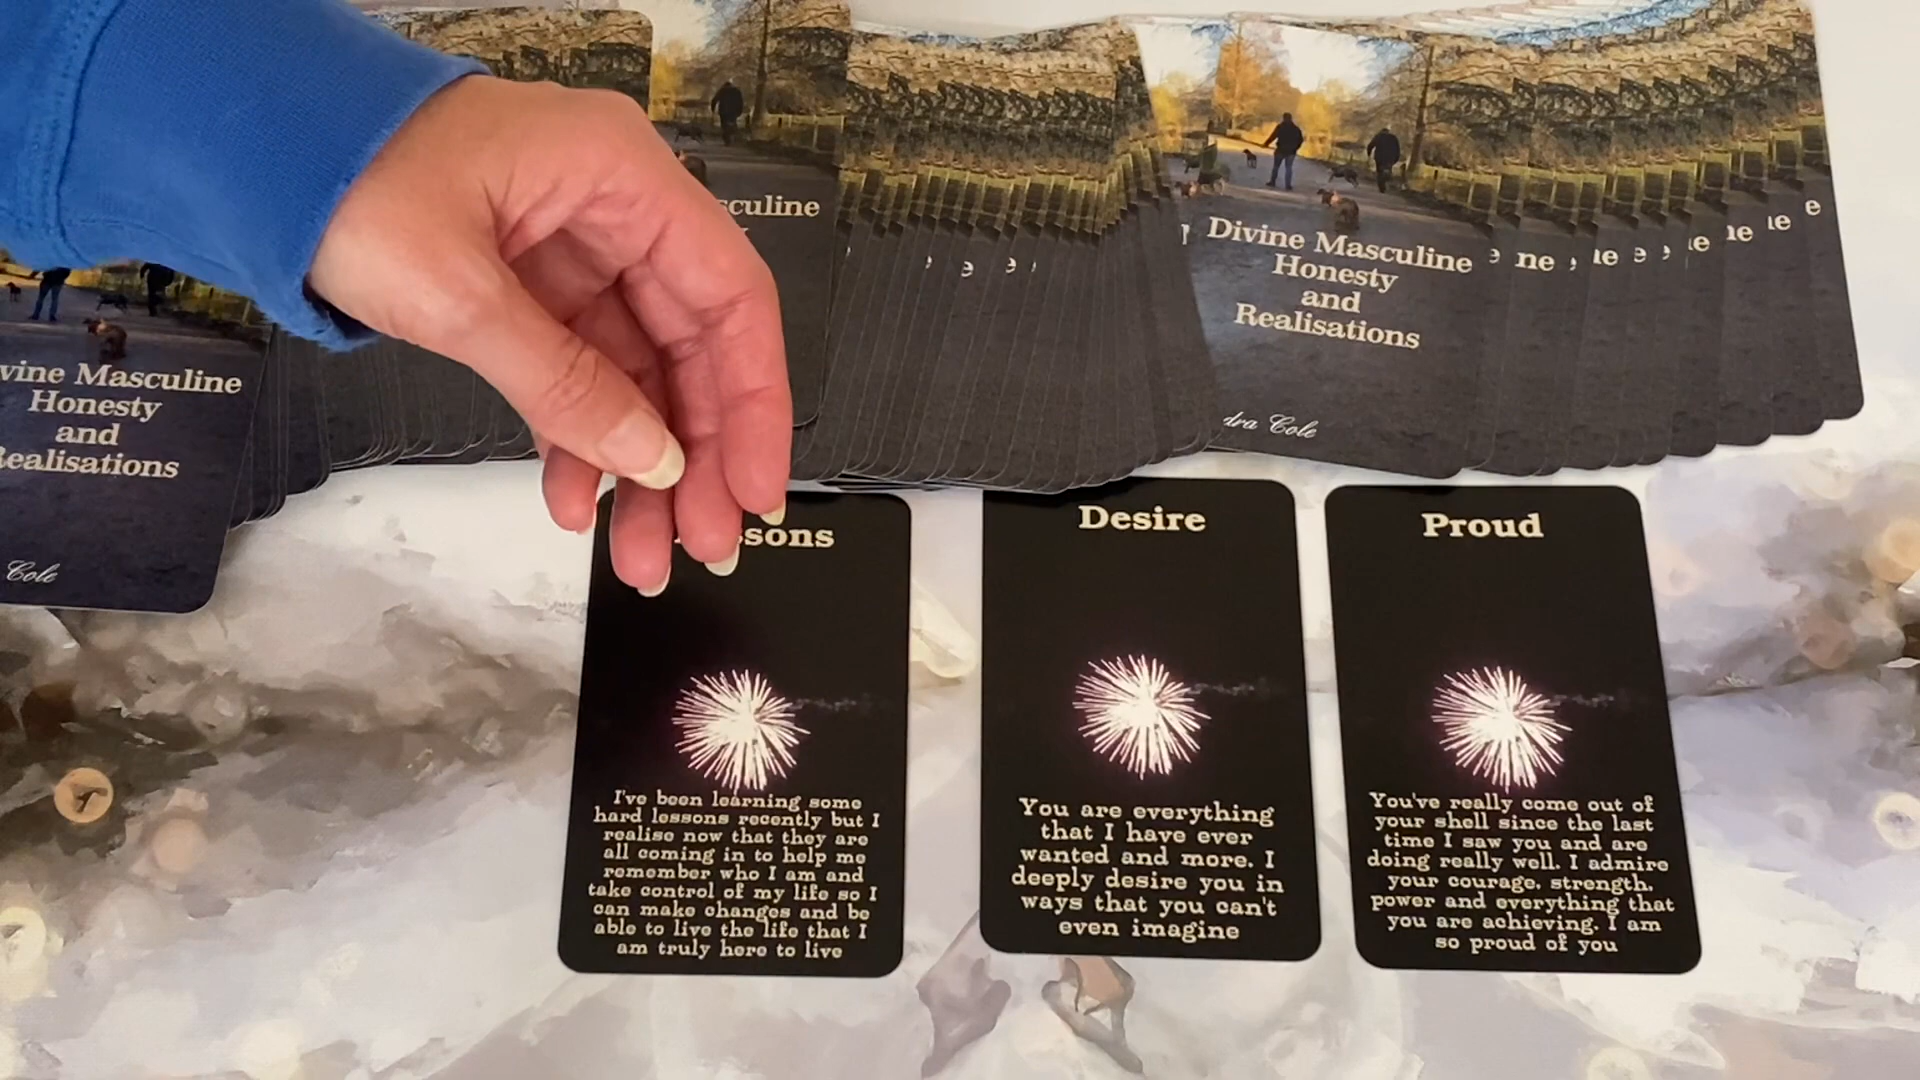 culine
Divine Masculine
Honesty
and
Realisations
dra Cole
vine Masculine
Honesty
and
Realisations
Cole
ssons
I've been learning some
hard lessons recently but I
realise now that they are
all coming in to help me
remember who I am and
take control of my life so I
can make changes and be
able to live the life that I
am truly here to live
Desire
You are everything
that I have ever
wanted and more. I
deeply desire you in
ways that you can't
even imagine
Proud
You've really come out of
your shell since the last
time I saw you and are
doing really well. I admire
your courage, strength,
power and everything that
you are achieving. I am
so proud of you